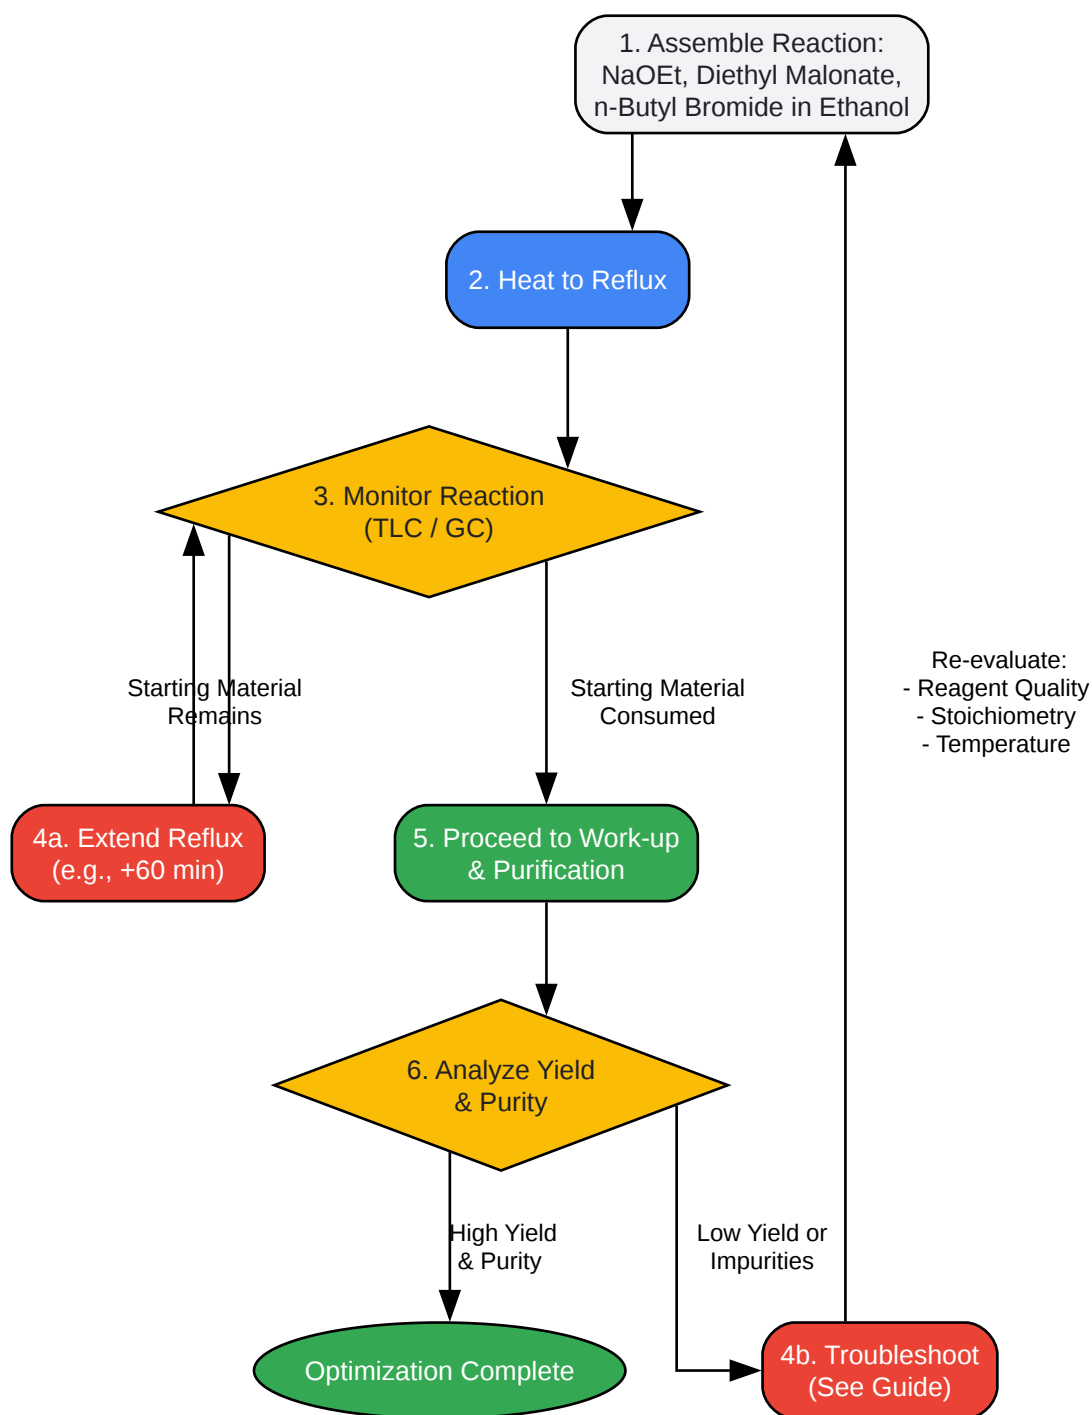 1. Assemble Reaction:
NaOEt, Diethyl Malonate,
n-Butyl Bromide in Ethanol
2. Heat to Reflux
3. Monitor Reaction
(TLC / GC)
Starting Material
Remains
Starting Material
Consumed
Re-evaluate:
- Reagent Quality
- Stoichiometry
- Temperature
4a. Extend Reflux
(e.g., +60 min)
5. Proceed to Work-up
& Purification
6. Analyze Yield
& Purity
High Yield
& Purity
Low Yield or
Impurities
Optimization Complete
4b. Troubleshoot
(See Guide)